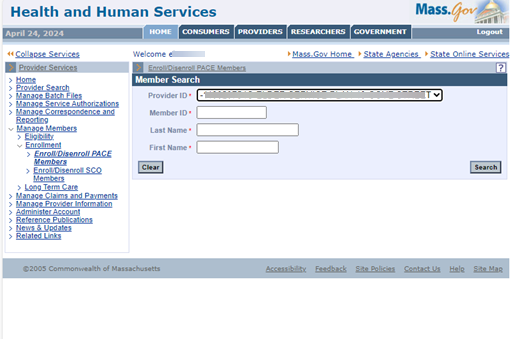 Health and Human Services
Mass.Gov
April 24, 2024
HOME CONSUMERS PROVIDERS RESEARCHERS GOVERNMENT
Logout
Collapse Services
Welcome e
Mass.Gov Home State Agencies State Online Services
Provider Services
Home
Provider Search
Manage Batch Files
Manage Service Authorizations
Manage Correspondence and
Reporting
Manage Members
Eligibility
Enrollment
Enroll/Disenroll PACE
Members
Enroll/Disenroll SCO
Members
Long Term Care
Manage Claims and Payments
Manage Provider Information
Administer Account
Reference Publications
News & Updates
Related Links
Enroll/Disenroll PACE Members
?
Member Search
Provider ID *
Member ID *
Last Name *
First Name *
Clear
Search
©2005 Commonwealth of Massachusetts
Accessibility Feedback Site Policies Contact Us Help Site Map